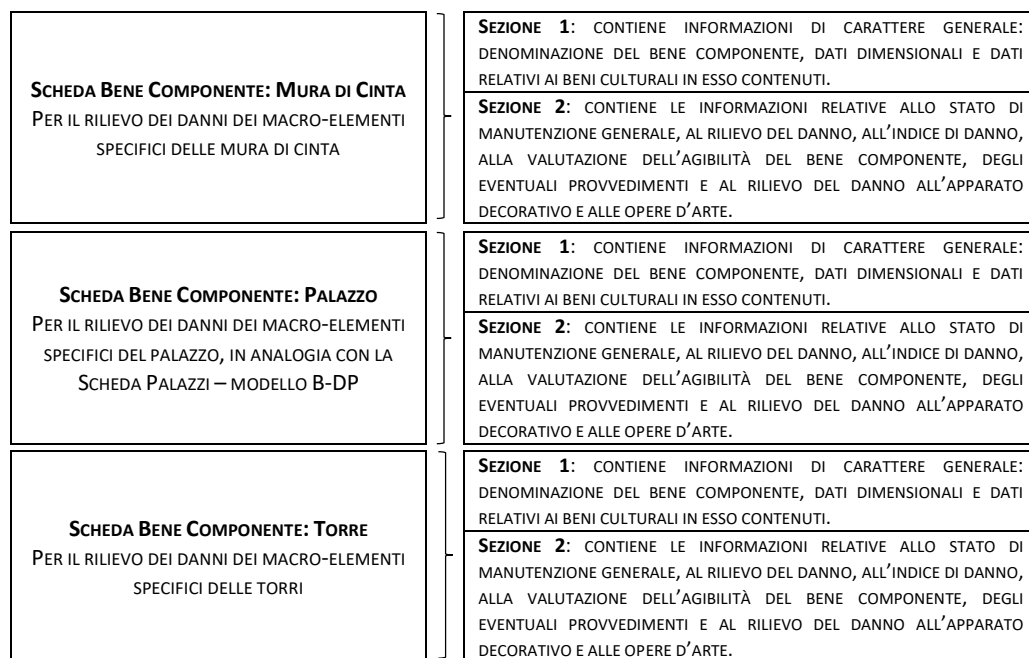 SCHEDA BENE COMPONENTE: MURA DI CINTA
PER IL RILIEVO DEI DANNI DEI MACRO-ELEMENTI
SPECIFICI DELLE MURA DI CINTA
SEZIONE 1: CONTIENE INFORMAZIONI DI CARATTERE GENERALE:
DENOMINAZIONE DEL BENE COMPONENTE, DATI DIMENSIONALI E DATI
RELATIVI AI BENI CULTURALI IN ESSO CONTENUTI.
SEZIONE 2: CONTIENE LE INFORMAZIONI RELATIVE ALLO STATO DI
MANUTENZIONE GENERALE, AL RILIEVO DEL DANNO, ALL’INDICE DI DANNO,
ALLA VALUTAZIONE DELL’AGIBILITÀ DEL BENE COMPONENTE, DEGLI
EVENTUALI PROVVEDIMENTI E AL RILIEVO DEL DANNO ALL’APPARATO
DECORATIVO E ALLE OPERE D’ARTE.
SCHEDA BENE COMPONENTE: PALAZZO
PER IL RILIEVO DEI DANNI DEI MACRO-ELEMENTI
SPECIFICI DEL PALAZZO, IN ANALOGIA CON LA
SCHEDA PALAZZI – MODELLO B-DP
SEZIONE 1: CONTIENE INFORMAZIONI DI CARATTERE GENERALE:
DENOMINAZIONE DEL BENE COMPONENTE, DATI DIMENSIONALI E DATI
RELATIVI AI BENI CULTURALI IN ESSO CONTENUTI.
SEZIONE 2: CONTIENE LE INFORMAZIONI RELATIVE ALLO STATO DI
MANUTENZIONE GENERALE, AL RILIEVO DEL DANNO, ALL’INDICE DI DANNO,
ALLA VALUTAZIONE DELL’AGIBILITÀ DEL BENE COMPONENTE, DEGLI
EVENTUALI PROVVEDIMENTI E AL RILIEVO DEL DANNO ALL’APPARATO
DECORATIVO E ALLE OPERE D’ARTE.
SCHEDA BENE COMPONENTE: TORRE
PER IL RILIEVO DEI DANNI DEI MACRO-ELEMENTI
SPECIFICI DELLE TORRI
SEZIONE 1: CONTIENE INFORMAZIONI DI CARATTERE GENERALE:
DENOMINAZIONE DEL BENE COMPONENTE, DATI DIMENSIONALI E DATI
RELATIVI AI BENI CULTURALI IN ESSO CONTENUTI.
SEZIONE 2: CONTIENE LE INFORMAZIONI RELATIVE ALLO STATO DI
MANUTENZIONE GENERALE, AL RILIEVO DEL DANNO, ALL’INDICE DI DANNO,
ALLA VALUTAZIONE DELL’AGIBILITÀ DEL BENE COMPONENTE, DEGLI
EVENTUALI PROVVEDIMENTI E AL RILIEVO DEL DANNO ALL’APPARATO
DECORATIVO E ALLE OPERE D’ARTE.